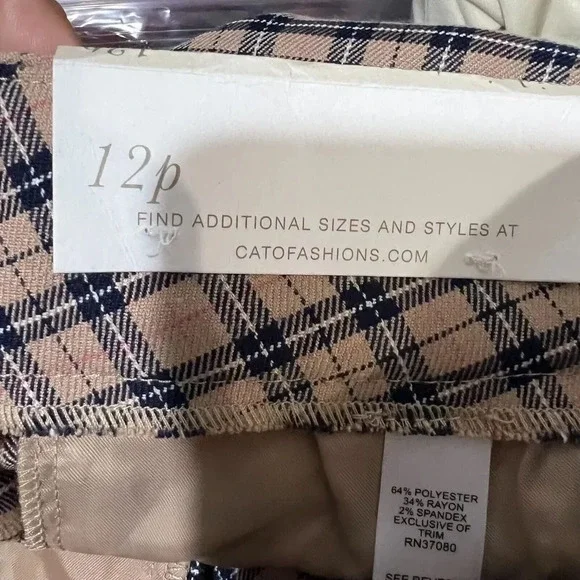 12p
FIND ADDITIONAL SIZES AND STYLES AT
CATOFASHIONS.COM
64% POLYESTER
34% RAYON
2% SPANDEX
EXCLUSIVE OF
TRIM
RN37080
SEE